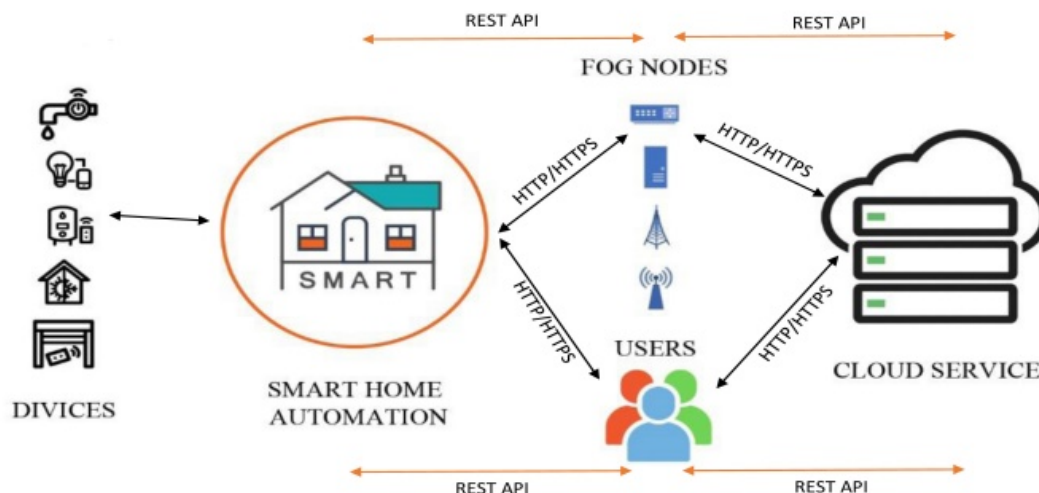 REST API
REST API
FOG NODES
HTTP/HTTPS
HTTP/HTTPS
SMART
HTTP/HTTPS
HTTP/HTTPS
USERS
CLOUD SERVICE
SMART HOME
AUTOMATION
DIVICES
REST API
REST API